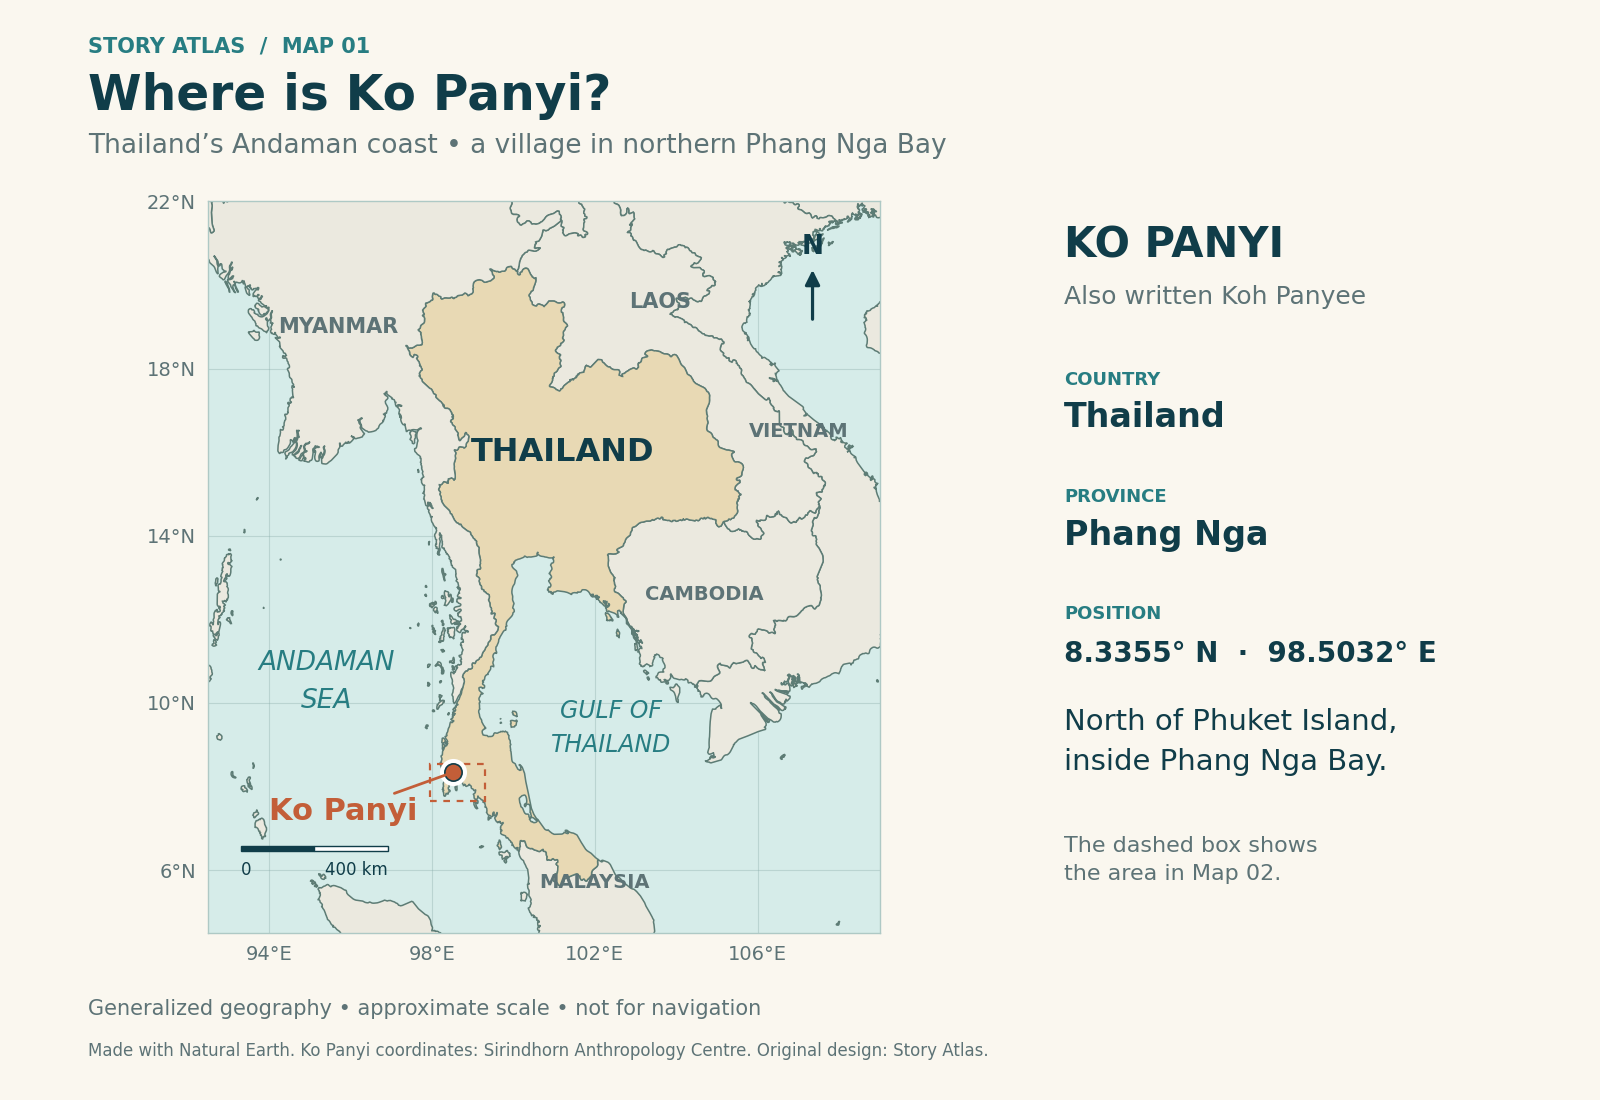 STORY ATLAS / MAP 01
Where is Ko Panyi?
Thailand’s Andaman coast • a village in northern Phang Nga Bay
22°N
18°N
14°N
10°N
6°N
94°E
98°E
102°E
106°E
N
MYANMAR
LAOS
VIETNAM
THAILAND
CAMBODIA
ANDAMAN
SEA
GULF OF
THAILAND
Ko Panyi
0 400 km
MALAYSIA
KO PANYI
Also written Koh Panyee
COUNTRY
Thailand
PROVINCE
Phang Nga
POSITION
8.3355° N · 98.5032° E
North of Phuket Island,
inside Phang Nga Bay.
The dashed box shows
the area in Map 02.
Generalized geography • approximate scale • not for navigation
Made with Natural Earth. Ko Panyi coordinates: Sirindhorn Anthropology Centre. Original design: Story Atlas.